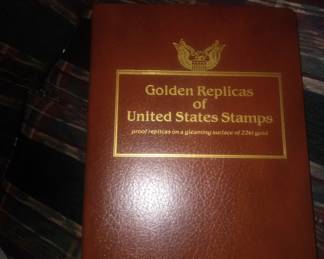 Golden Replicas
of
United States Stamps
proof replicas on a gleaming surface of 22kt gold